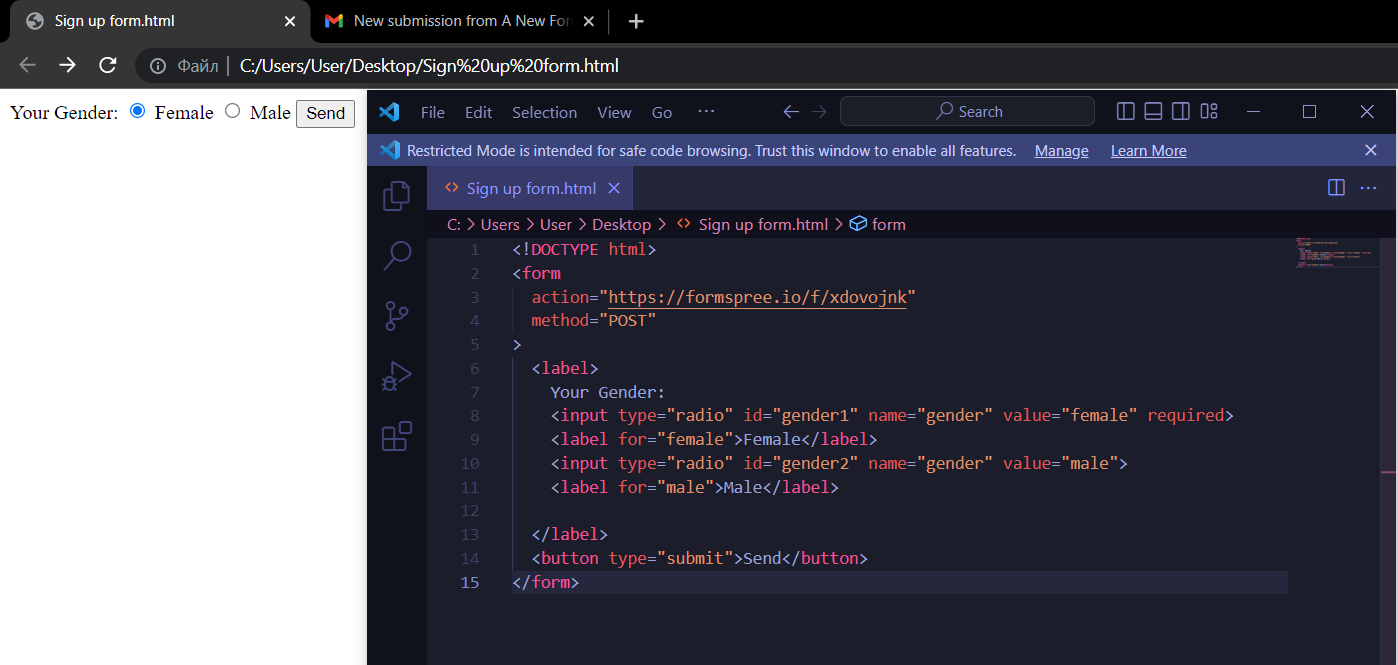 Sign up form.html
New submission from A New For
Файл
C:/Users/User/Desktop/Sign%20up%20form.html
Your Gender: Female Male Send
File Edit Selection View Go ···
Search
Restricted Mode is intended for safe code browsing. Trust this window to enable all features. Manage Learn More
Sign up form.html
C: > Users > User > Desktop > <> Sign up form.html > form
1 <!DOCTYPE html>
2 <form
3 action="https://formspree.io/f/xdovojnk"
4 method="POST"
5 >
6 <label>
7 Your Gender:
8 <input type="radio" id="gender1" name="gender" value="female" required>
9 <label for="female">Female</label>
10 <input type="radio" id="gender2" name="gender" value="male">
11 <label for="male">Male</label>
12
13 </label>
14 <button type="submit">Send</button>
15 </form>